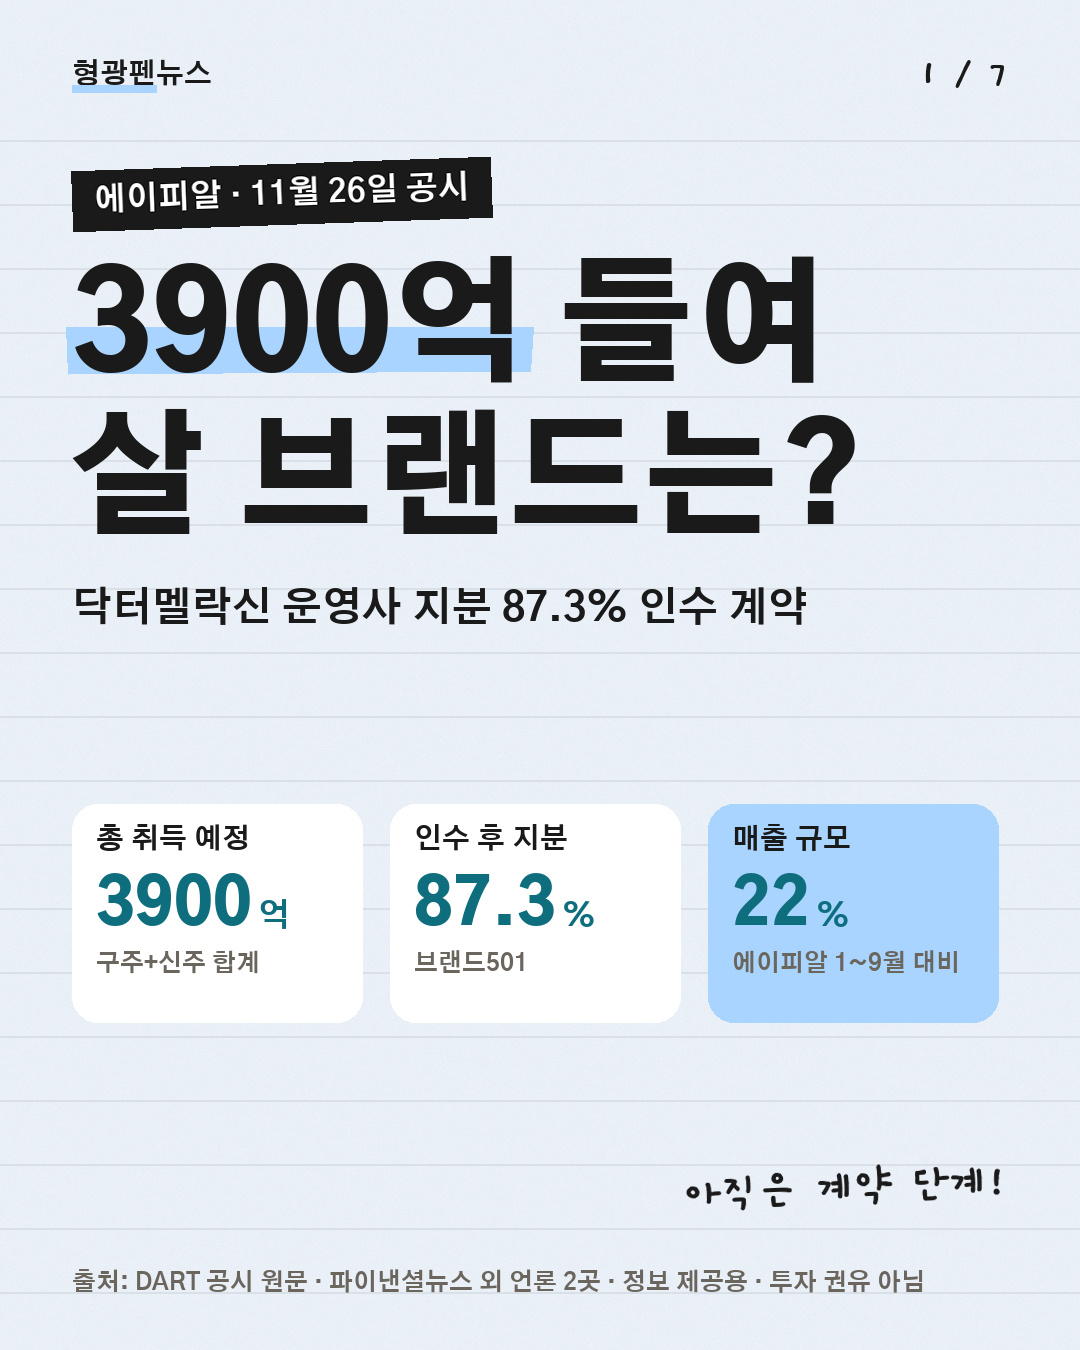 형광펜뉴스
1 / 7
에이피알 · 11월 26일 공시
3900억 들여
살 브랜드는?
닥터멜락신 운영사 지분 87.3% 인수 계약
총 취득 예정
3900 억
구주+신주 합계
인수 후 지분
87.3 %
브랜드501
매출 규모
22 %
에이피알 1~9월 대비
아직은 계약 단계!
출처: DART 공시 원문 · 파이낸셜뉴스 외 언론 2곳 · 정보 제공용 · 투자 권유 아님